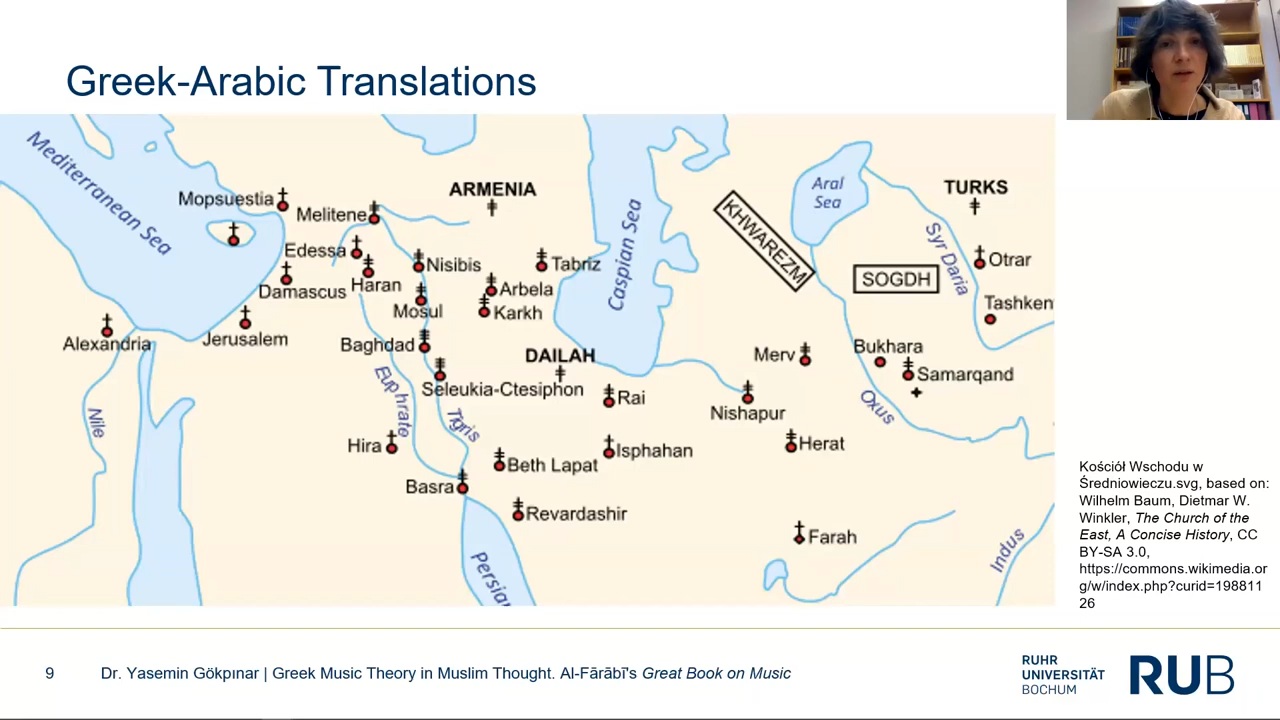 Greek-Arabic Translations
Mediterranean Sea
Mopsuestia
Melitene
ARMENIA
Caspian Sea
KHWAREZM
Aral
Sea
TURKS
Syr Daria
Edessa
Nisibis
Tabriz
SOGDH
Otrar
Damascus
Haran
Arbela
Mosul
Karkh
Tashken
Alexandria
Jerusalem
Baghdad
DAILAH
Merv
Bukhara
Seleukia-Ctesiphon
Samarqand
Nile
Euphrate
Tigris
Rai
Nishapur
Oxus
Hira
Beth Lapat
Isphahan
Herat
Basra
Revardashir
Farah
Persian
Indus
Kościół Wschodu w
Średniowieczu.svg, based on:
Wilhelm Baum, Dietmar W.
Winkler, The Church of the
East, A Concise History, CC
BY-SA 3.0,
https://commons.wikimedia.or
g/w/index.php?curid=198811
26
9
Dr. Yasemin Gökpınar | Greek Music Theory in Muslim Thought. Al-Fārābī's Great Book on Music
RUHR
UNIVERSITÄT
BOCHUM
RUB